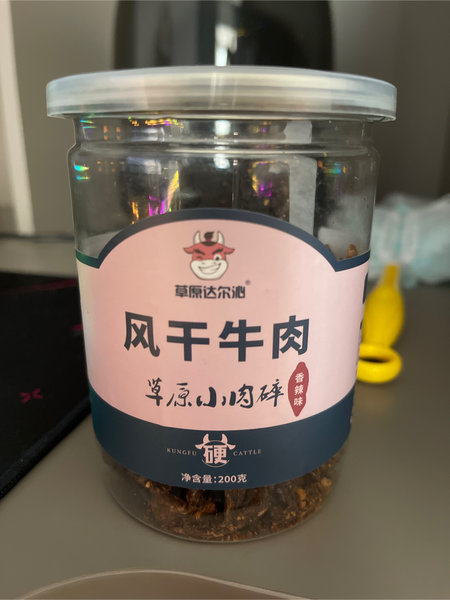 草原达尔沁®
风干牛肉
草原小肉碎
香辣味
KUNGFU 硬 CATTLE
净含量:200克